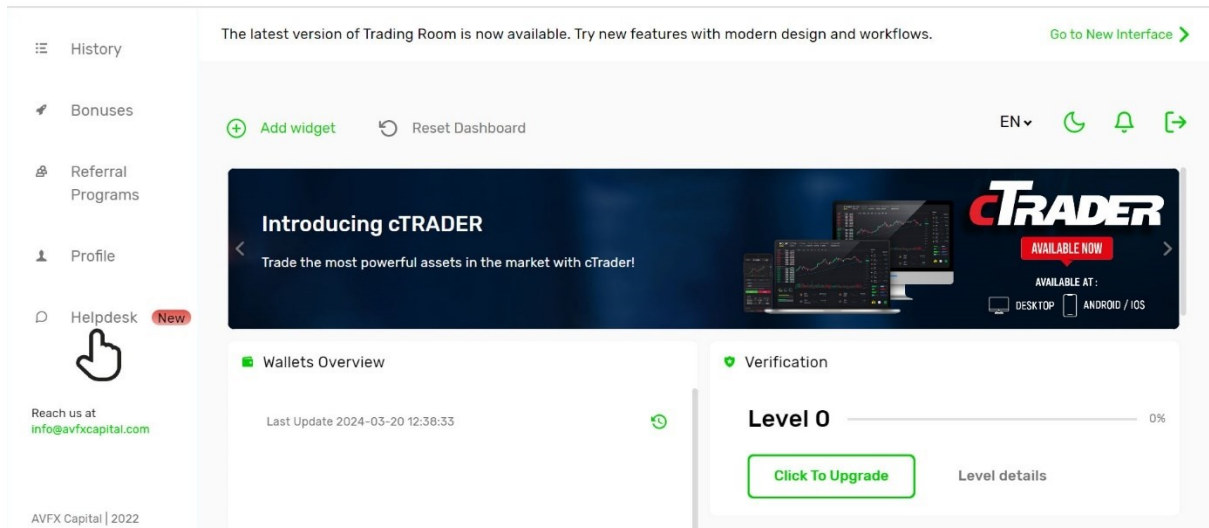 The latest version of Trading Room is now available. Try new features with modern design and workflows.
Go to New Interface
History
Bonuses
Referral
Programs
Profile
Helpdesk New
Reach us at
info@avfxcapital.com
AVFX Capital | 2022
Add widget
Reset Dashboard
EN
Introducing cTRADER
Trade the most powerful assets in the market with cTrader!
cTRADER
AVAILABLE NOW
AVAILABLE AT :
DESKTOP ANDROID / IOS
Wallets Overview
Last Update 2024-03-20 12:38:33
Verification
Level 0 0%
Click To Upgrade Level details